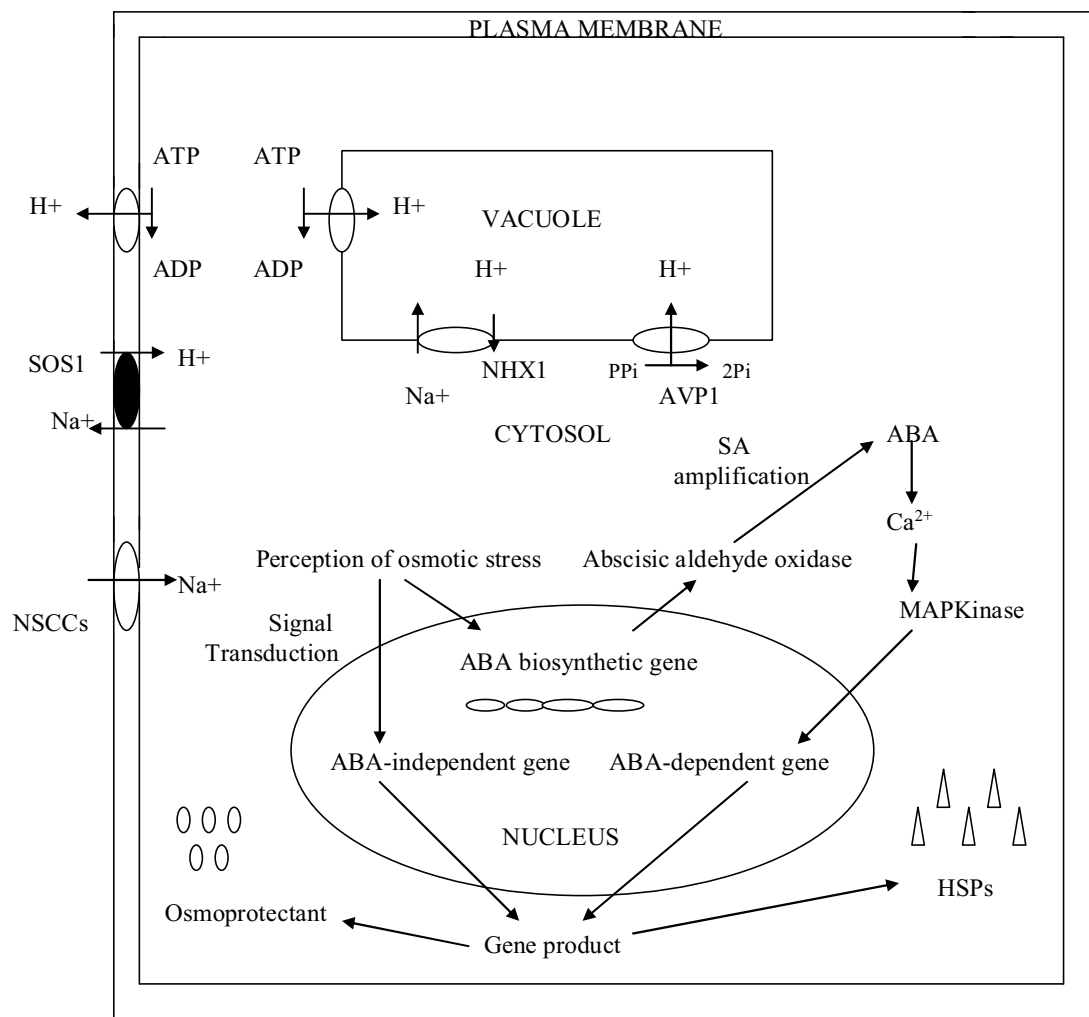 PLASMA MEMBRANE
ATP
ATP
H+
H+
VACUOLE
ADP
ADP
H+
H+
SOS1
H+
NHX1
PPi
2Pi
Na+
AVP1
Na+
CYTOSOL
SA
amplification
ABA
Ca²⁺
Perception of osmotic stress
Abscisic aldehyde oxidase
Na+
NSCCs
MAPKinase
Signal
Transduction
ABA biosynthetic gene
ABA-independent gene
ABA-dependent gene
NUCLEUS
HSPs
Osmoprotectant
Gene product